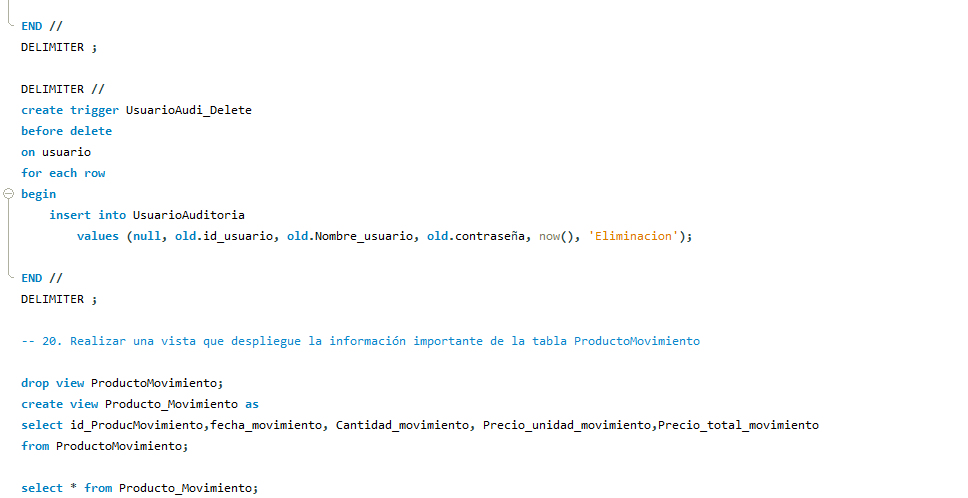 END //
DELIMITER ;
DELIMITER //
create trigger UsuarioAudi_Delete
before delete
on usuario
for each row
begin
insert into UsuarioAuditoria
values (null, old.id_usuario, old.Nombre_usuario, old.contraseña, now(), 'Eliminacion');
END //
DELIMITER ;
-- 20. Realizar una vista que despliegue la información importante de la tabla ProductoMovimiento
drop view ProductoMovimiento;
create view Producto_Movimiento as
select id_ProducMovimiento,fecha_movimiento, Cantidad_movimiento, Precio_unidad_movimiento,Precio_total_movimiento
from ProductoMovimiento;
select * from Producto_Movimiento;